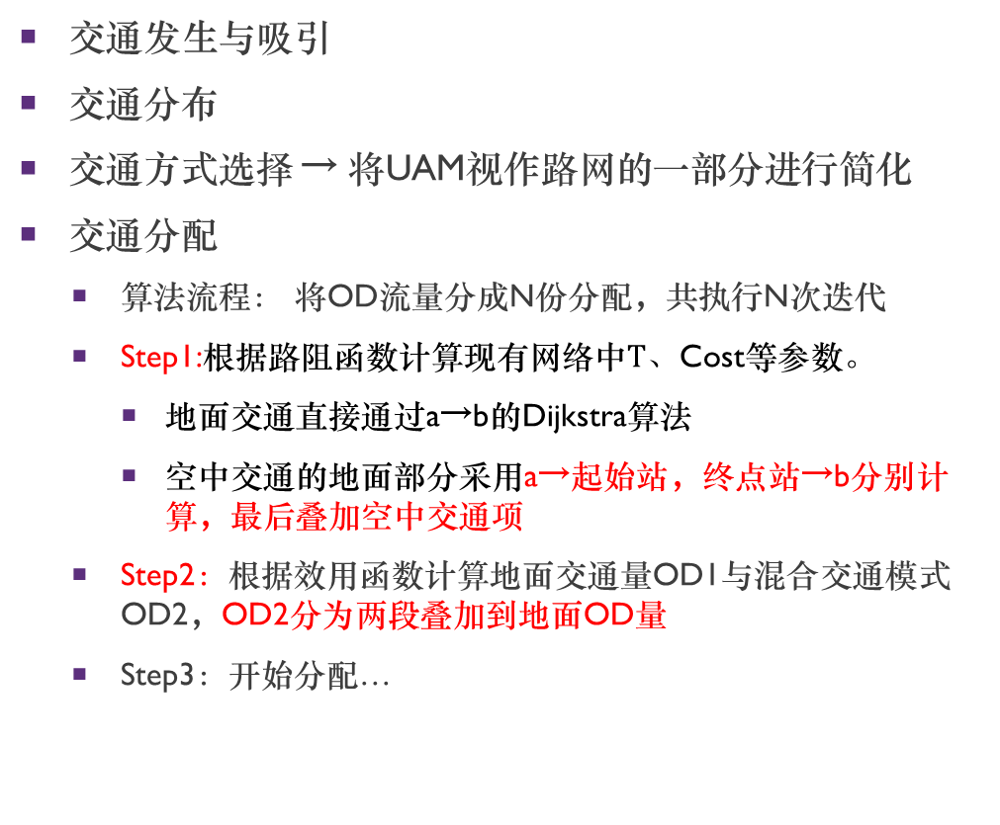 交通发生与吸引
交通分布
交通方式选择 → 将UAM视作路网的一部分进行简化
交通分配
算法流程： 将OD流量分成N份分配，共执行N次迭代
Step1:根据路阻函数计算现有网络中T、Cost等参数。
地面交通直接通过a→b的Dijkstra算法
空中交通的地面部分采用a→起始站，终点站→b分别计
算，最后叠加空中交通项
Step2：根据效用函数计算地面交通量OD1与混合交通模式
OD2，OD2分为两段叠加到地面OD量
Step3：开始分配…